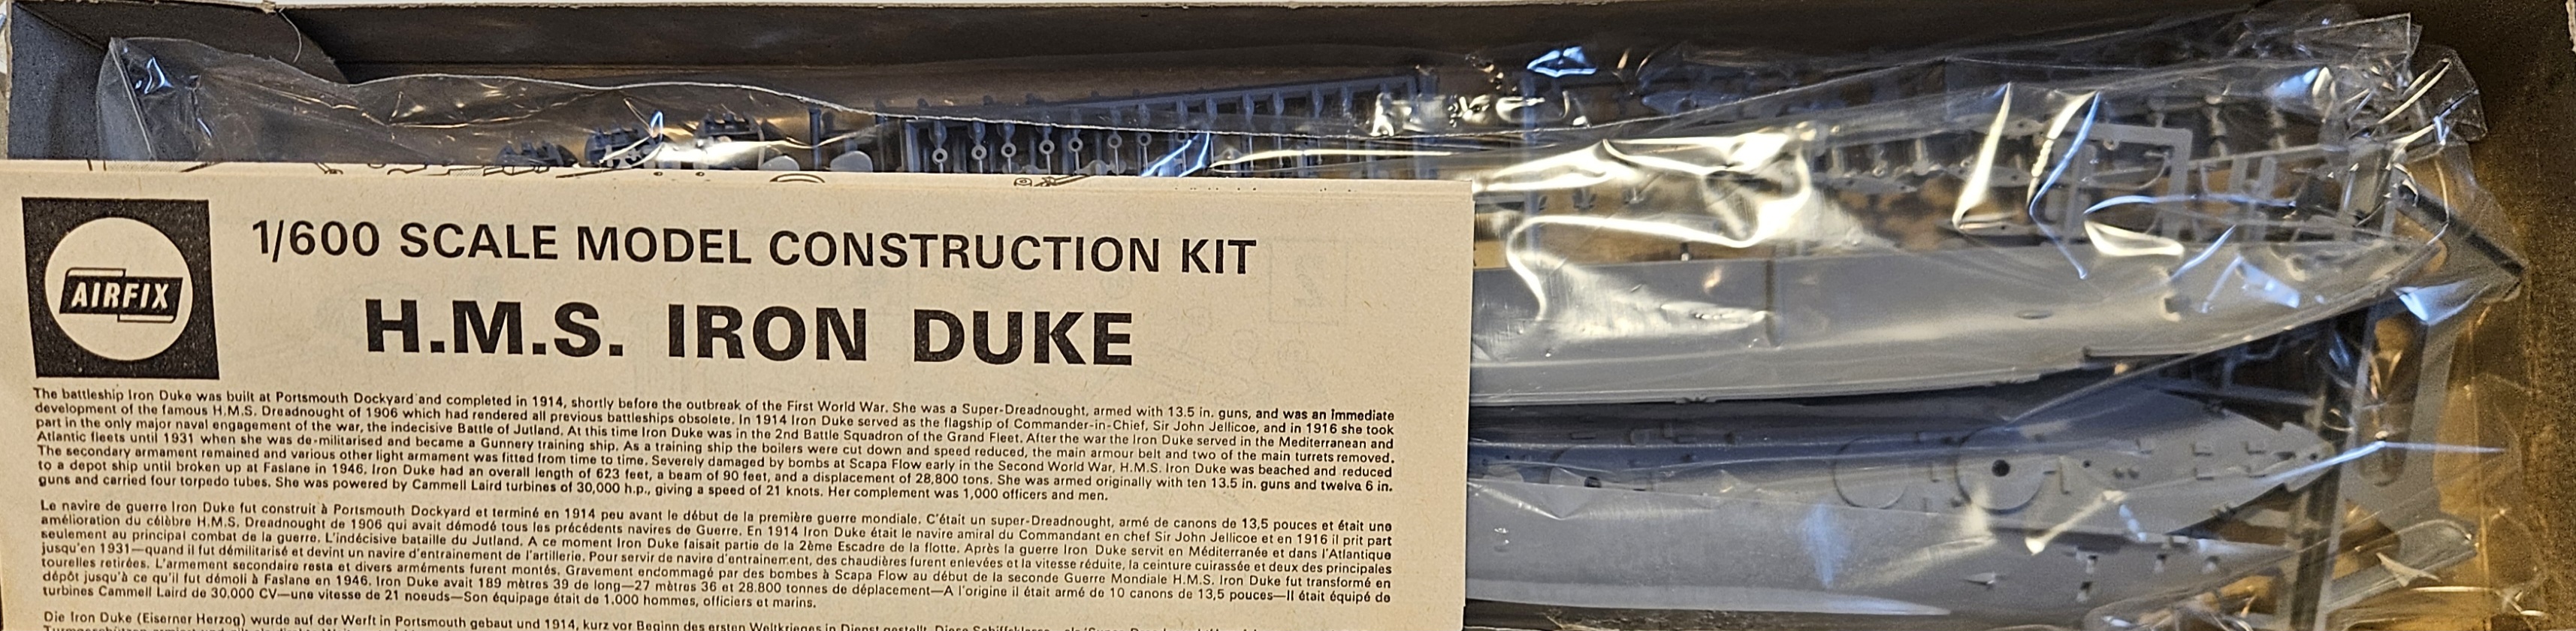 AIRFIX
1/600 SCALE MODEL CONSTRUCTION KIT
H.M.S. IRON DUKE
The battleship Iron Duke was built at Portsmouth Dockyard and completed in 1914, shortly before the outbreak of the First World War. She was a Super-Dreadnought, armed with 13.5 in. guns, and was an immediate
development of the famous H.M.S. Dreadnought of 1906 which had rendered all previous battleships obsolete. In 1914 Iron Duke served as the flagship of Commander-in-Chief, Sir John Jellicoe, and in 1916 she took
part in the only major naval engagement of the war, the indecisive Battle of Jutland. At this time Iron Duke was in the 2nd Battle Squadron of the Grand Fleet. After the war the Iron Duke served in the Mediterranean and
Atlantic fleets until 1931 when she was de-militarised and became a Gunnery training ship. As a training ship the boilers were cut down and speed reduced, the main armour belt and two of the main turrets removed.
The secondary armament remained and various other light armament was fitted from time to time. Severely damaged by bombs at Scapa Flow early in the Second World War, H.M.S. Iron Duke was beached and reduced
to a depot ship until broken up at Faslane in 1946. Iron Duke had an overall length of 623 feet, a beam of 90 feet, and a displacement of 28,800 tons. She was armed originally with ten 13.5 in. guns and twelve 6 in.
guns and carried four torpedo tubes. She was powered by Cammell Laird turbines of 30,000 h.p., giving a speed of 21 knots. Her complement was 1,000 officers and men.
Le navire de guerre Iron Duke fut construit à Portsmouth Dockyard et terminé en 1914 peu avant le début de la première guerre mondiale. C'était un super-Dreadnought, armé de canons de 13,5 pouces et était une
amélioration du célèbre H.M.S. Dreadnought de 1906 qui avait démodé tous les précédents navires de Guerre. En 1914 Iron Duke était le navire amiral du Commandant en chef Sir John Jellicoe et en 1916 il prit part
seulement au principal combat de la guerre. L'indécisive bataille du Jutland. A ce moment Iron Duke faisait partie de la 2ème Escadre de la flotte. Après la guerre Iron Duke servit en Méditerranée et dans l'Atlantique
jusqu'en 1931—quand il fut démilitarisé et devint un navire d'entrainement de l'artillerie. Pour servir de navire d'entrainement, des chaudières furent enlevées et la vitesse réduite, la ceinture cuirassée et deux des principales
tourelles retirées. L'armement secondaire resta et divers arméments furent montés. Gravement endommagé par des bombes à Scapa Flow au début de la seconde Guerre Mondiale H.M.S. Iron Duke fut transformé en
dépôt jusqu'à ce qu'il fut démoli à Faslane en 1946. Iron Duke avait 189 mètres 39 de long—27 mètres 36 et 28.800 tonnes de déplacement—A l'origine il était armé de 10 canons de 13,5 pouces—Il était équipé de
turbines Cammell Laird de 30,000 CV—une vitesse de 21 noeuds—Son équipage était de 1.000 hommes, officiers et marins.
Die Iron Duke (Eiserner Herzog) wurde auf der Werft in Portsmouth gebaut und 1914, kurz vor Beginn des ersten Weltkrieges in Dienst gestellt.